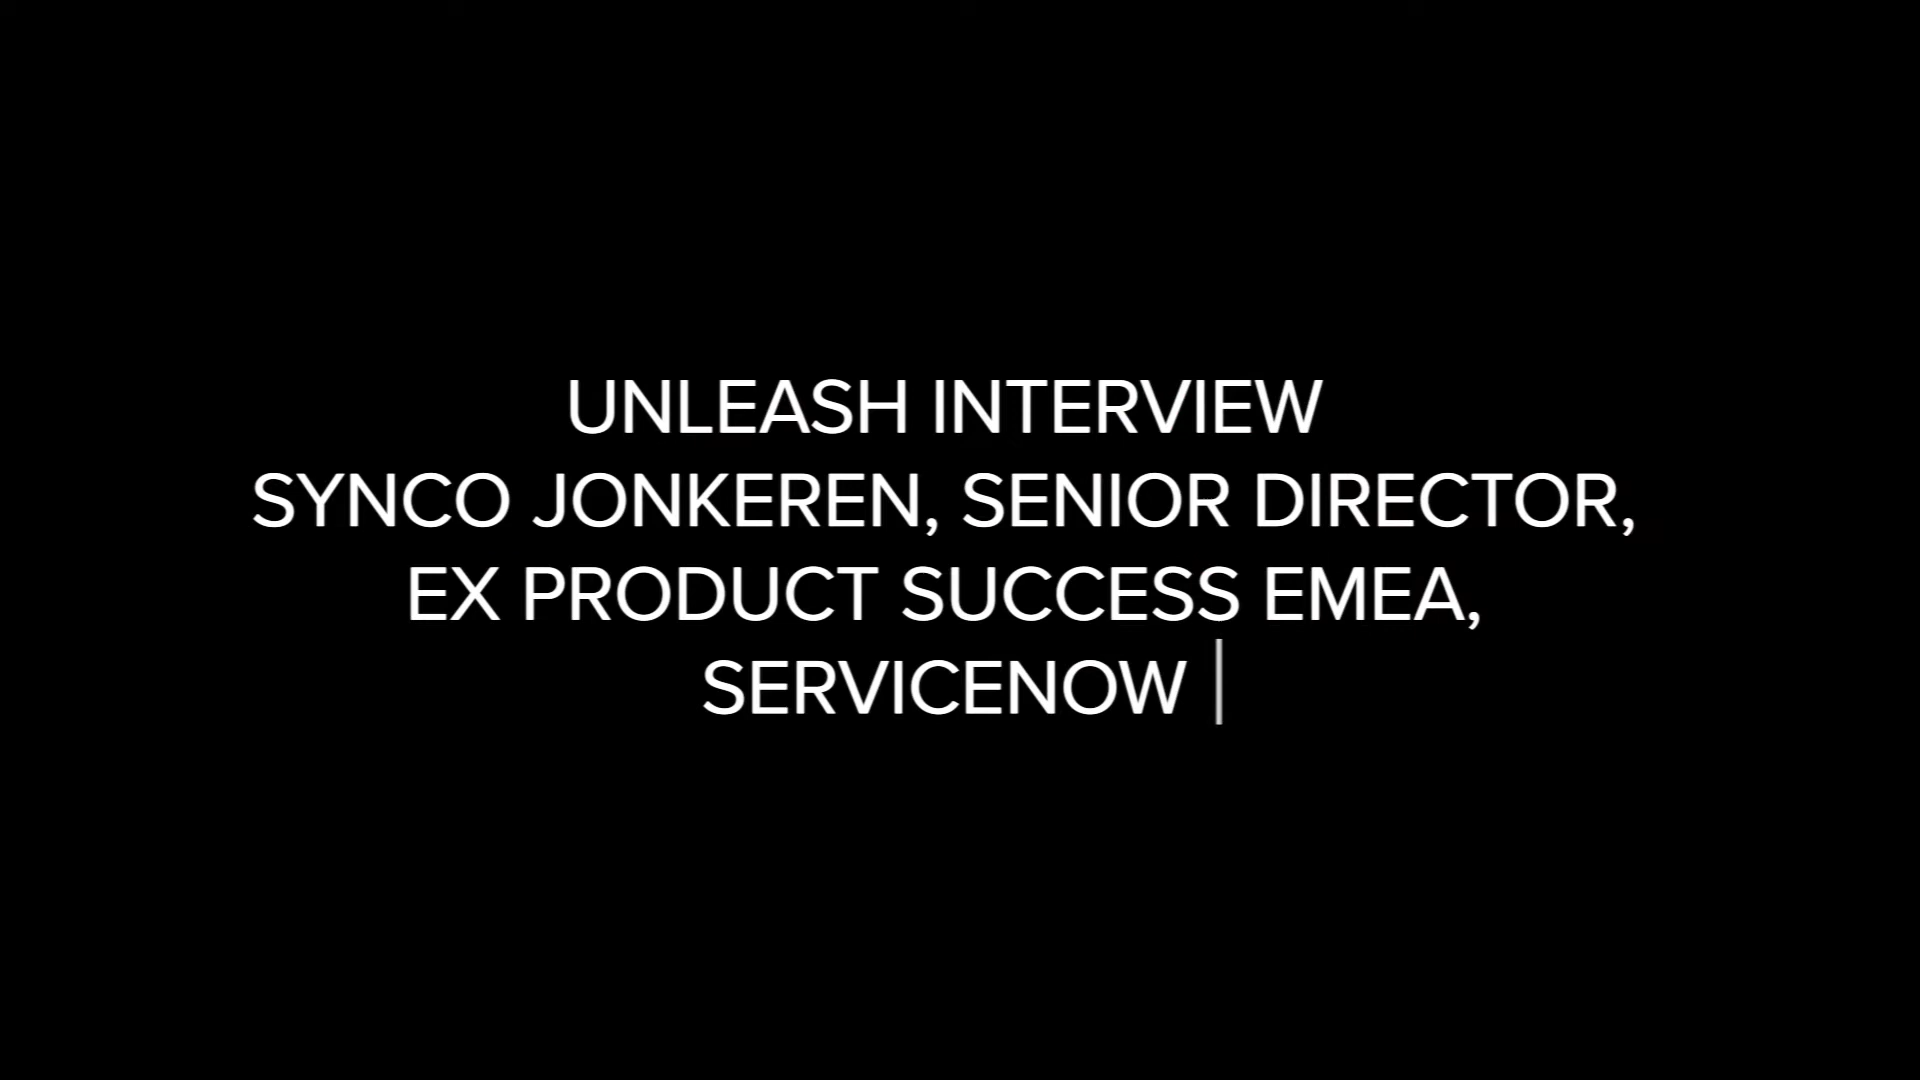 UNLEASH INTERVIEW
SYNCO JONKEREN, SENIOR DIRECTOR,
EX PRODUCT SUCCESS EMEA,
SERVICENOW